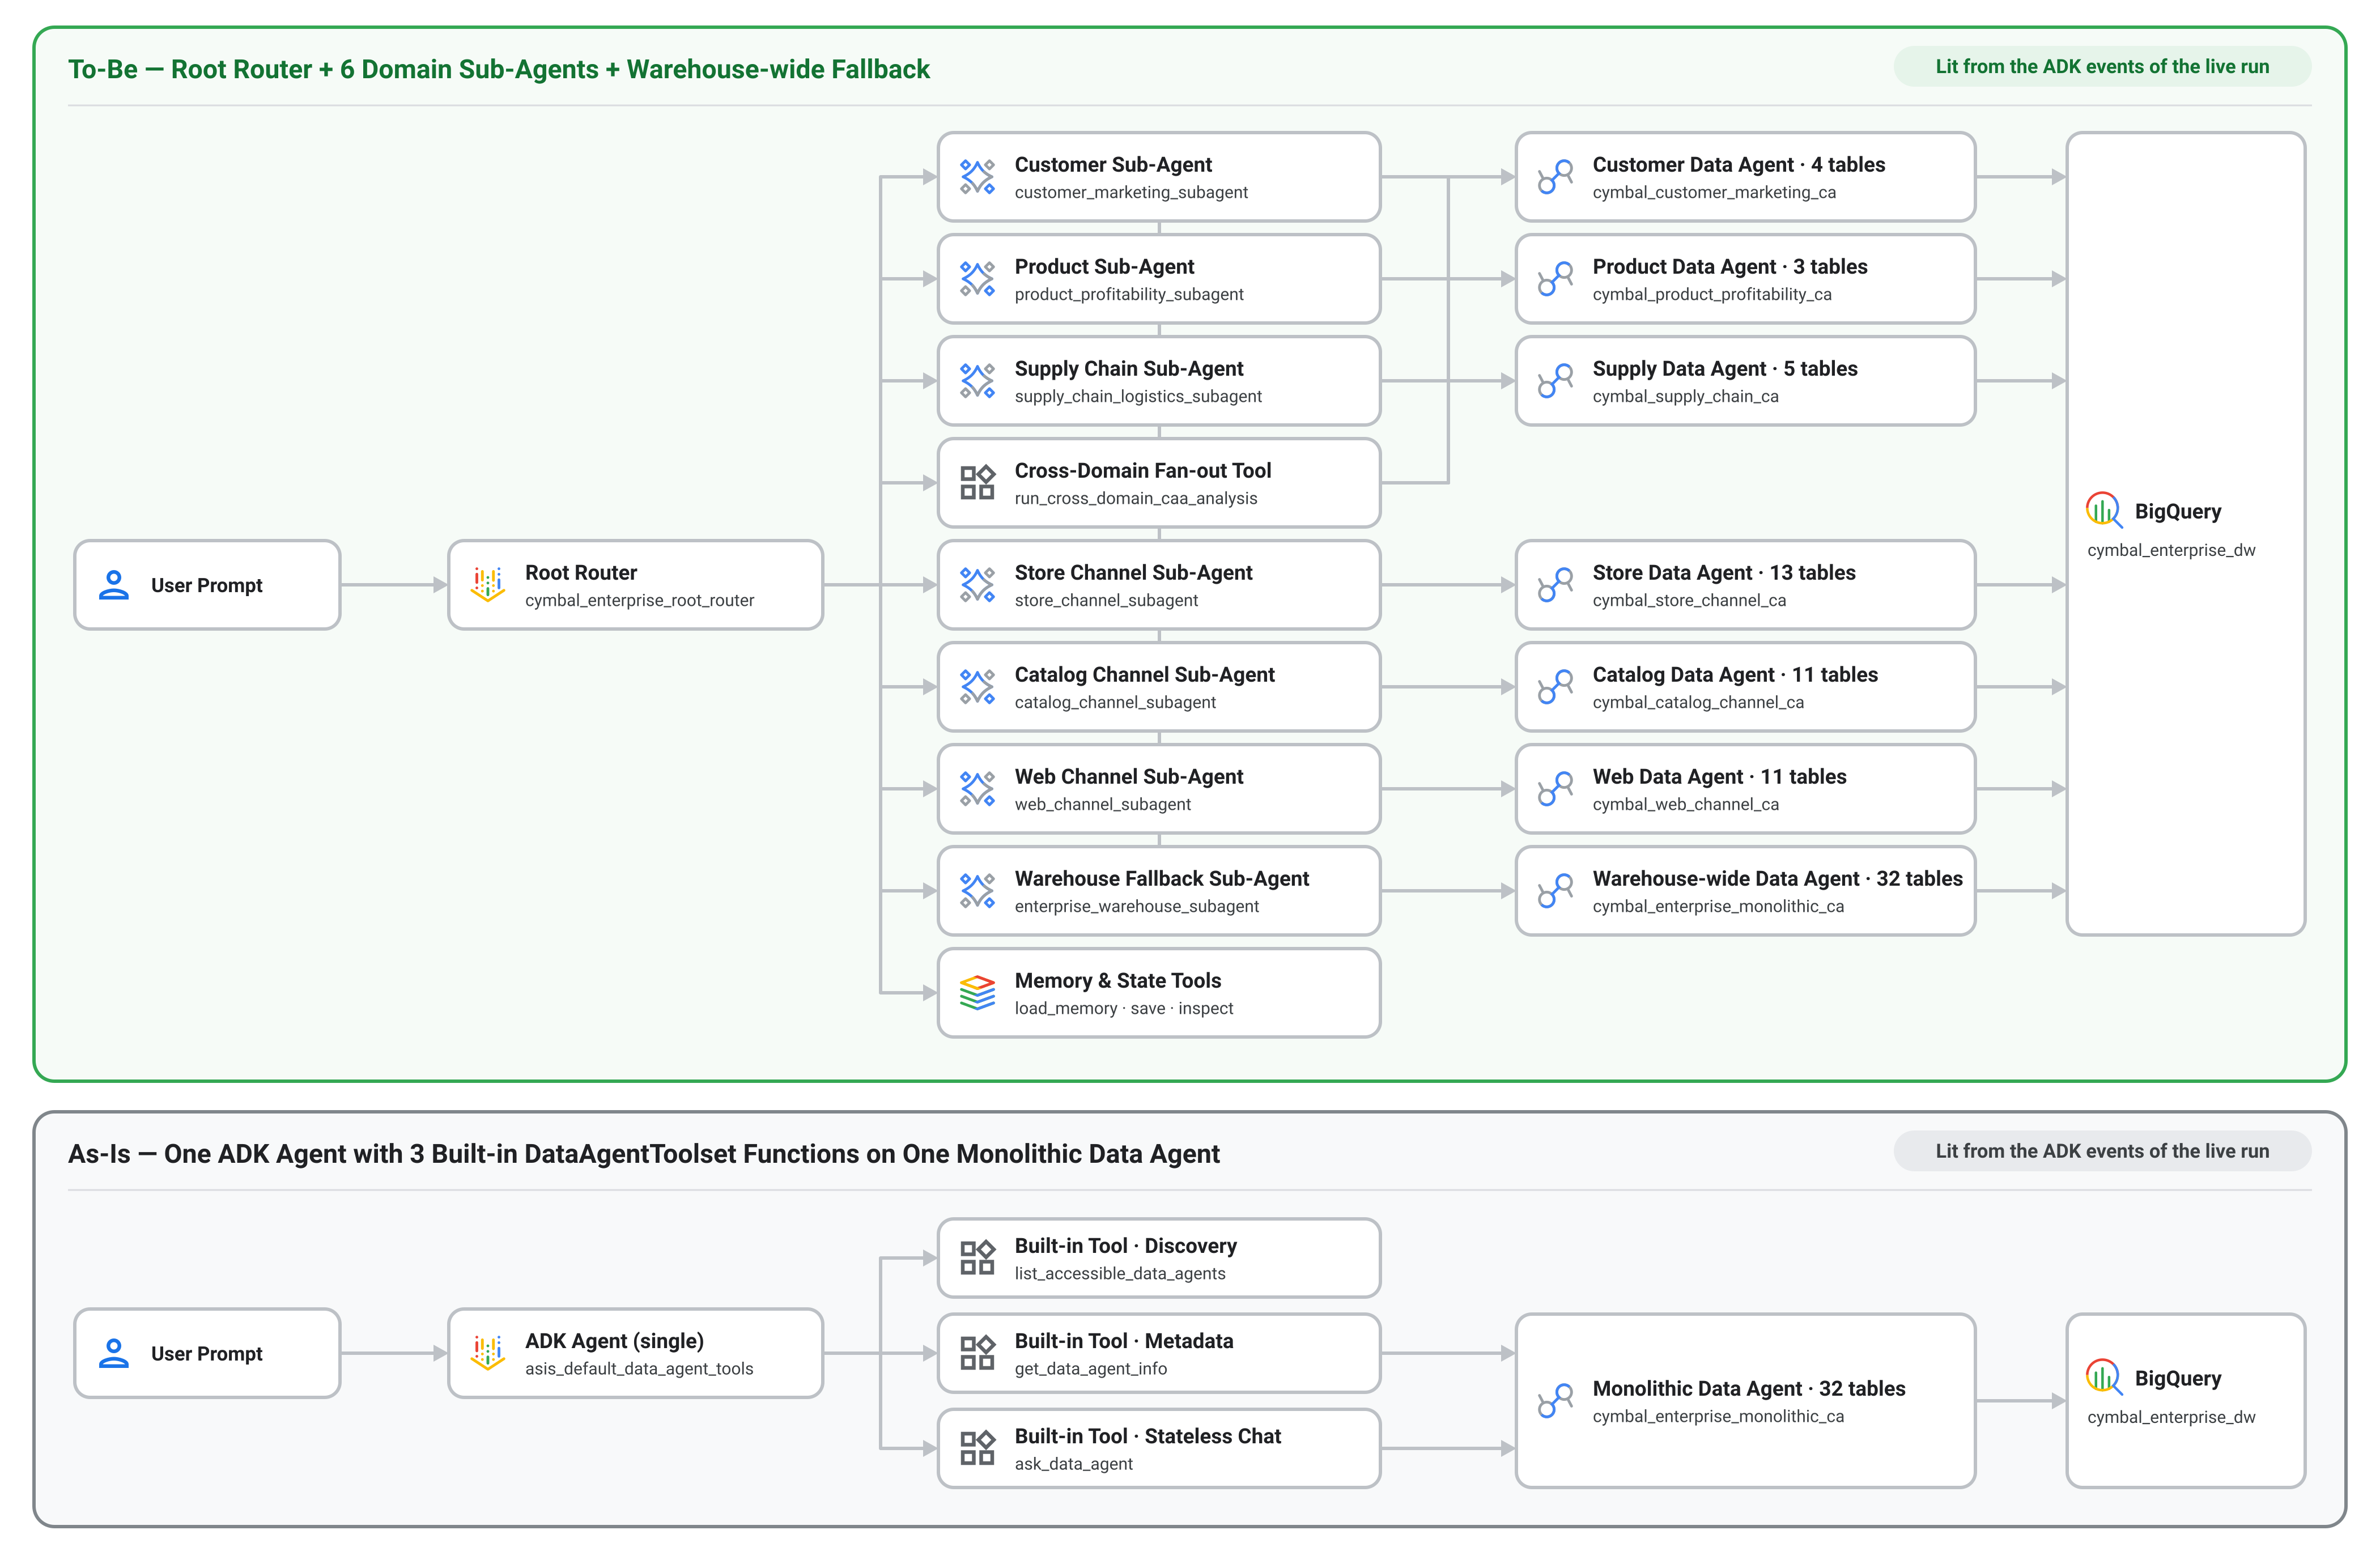 To-Be — Root Router + 6 Domain Sub-Agents + Warehouse-wide Fallback
Lit from the ADK events of the live run
User Prompt
Root Router
cymbal_enterprise_root_router
Customer Sub-Agent
customer_marketing_subagent
Product Sub-Agent
product_profitability_subagent
Supply Chain Sub-Agent
supply_chain_logistics_subagent
Cross-Domain Fan-out Tool
run_cross_domain_caa_analysis
Store Channel Sub-Agent
store_channel_subagent
Catalog Channel Sub-Agent
catalog_channel_subagent
Web Channel Sub-Agent
web_channel_subagent
Warehouse Fallback Sub-Agent
enterprise_warehouse_subagent
Memory & State Tools
load_memory · save · inspect
Customer Data Agent · 4 tables
cymbal_customer_marketing_ca
Product Data Agent · 3 tables
cymbal_product_profitability_ca
Supply Data Agent · 5 tables
cymbal_supply_chain_ca
Store Data Agent · 13 tables
cymbal_store_channel_ca
Catalog Data Agent · 11 tables
cymbal_catalog_channel_ca
Web Data Agent · 11 tables
cymbal_web_channel_ca
Warehouse-wide Data Agent · 32 tables
cymbal_enterprise_monolithic_ca
BigQuery
cymbal_enterprise_dw
As-Is — One ADK Agent with 3 Built-in DataAgentToolset Functions on One Monolithic Data Agent
Lit from the ADK events of the live run
User Prompt
ADK Agent (single)
asis_default_data_agent_tools
Built-in Tool · Discovery
list_accessible_data_agents
Built-in Tool · Metadata
get_data_agent_info
Built-in Tool · Stateless Chat
ask_data_agent
Monolithic Data Agent · 32 tables
cymbal_enterprise_monolithic_ca
BigQuery
cymbal_enterprise_dw